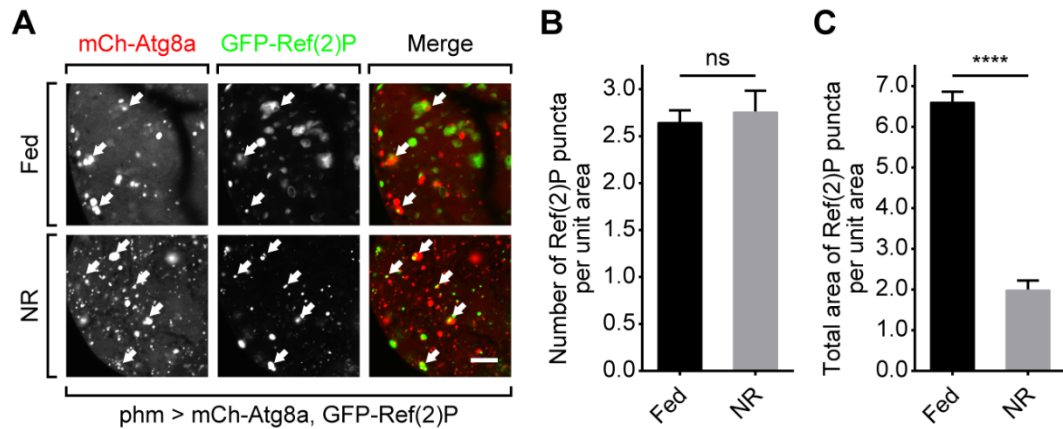 A
mCh-Atg8a GFP-Ref(2)P Merge
Fed
NR
phm > mCh-Atg8a, GFP-Ref(2)P
B
ns
Number of Ref(2)P puncta
per unit area
3.0
2.5
2.0
1.5
1.0
0.5
0.0
Fed NR
C
****
Total area of Ref(2)P puncta
per unit area
7.0
6.0
5.0
4.0
3.0
2.0
1.0
0.0
Fed NR